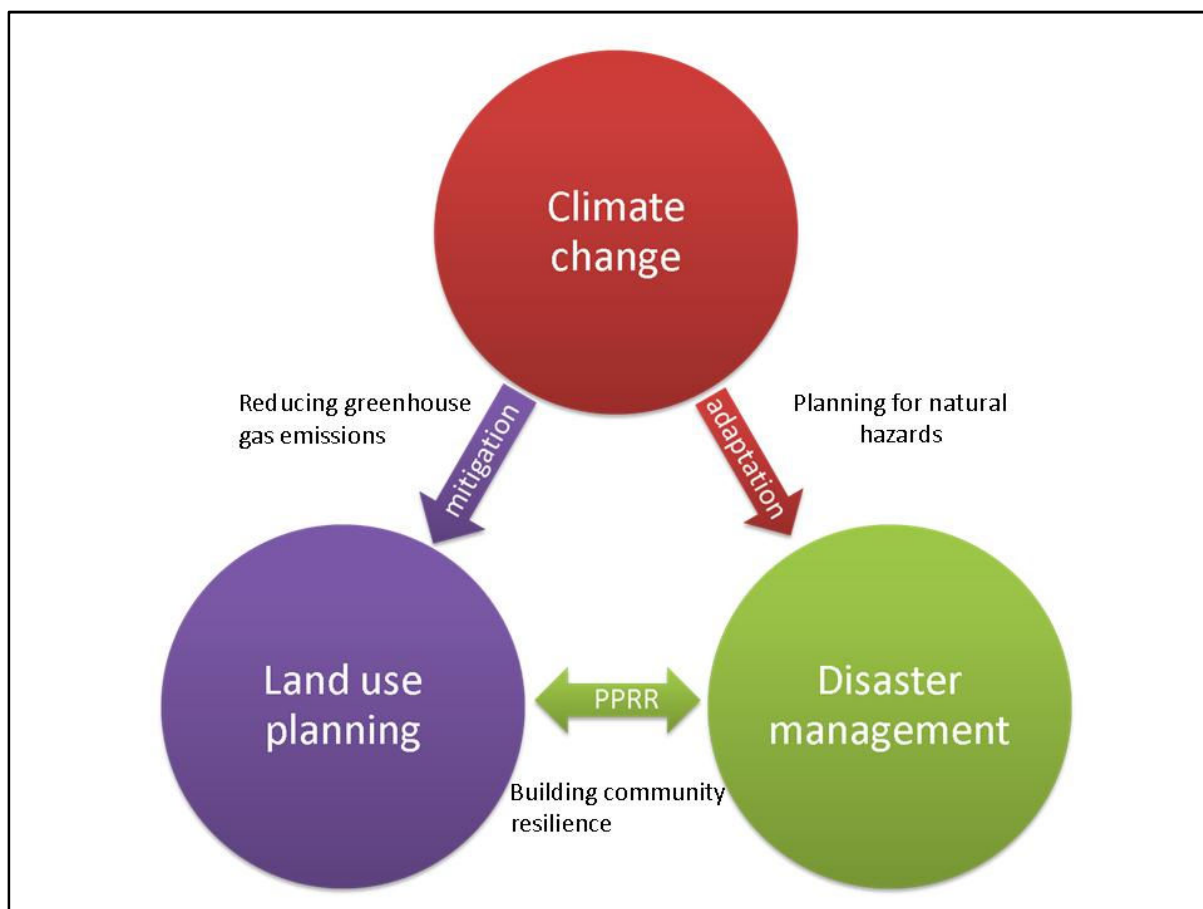 Climate
change
Reducing greenhouse
gas emissions
mitigation
adaptation
Planning for natural
hazards
Land use
planning
PPRR
Disaster
management
Building community
resilience